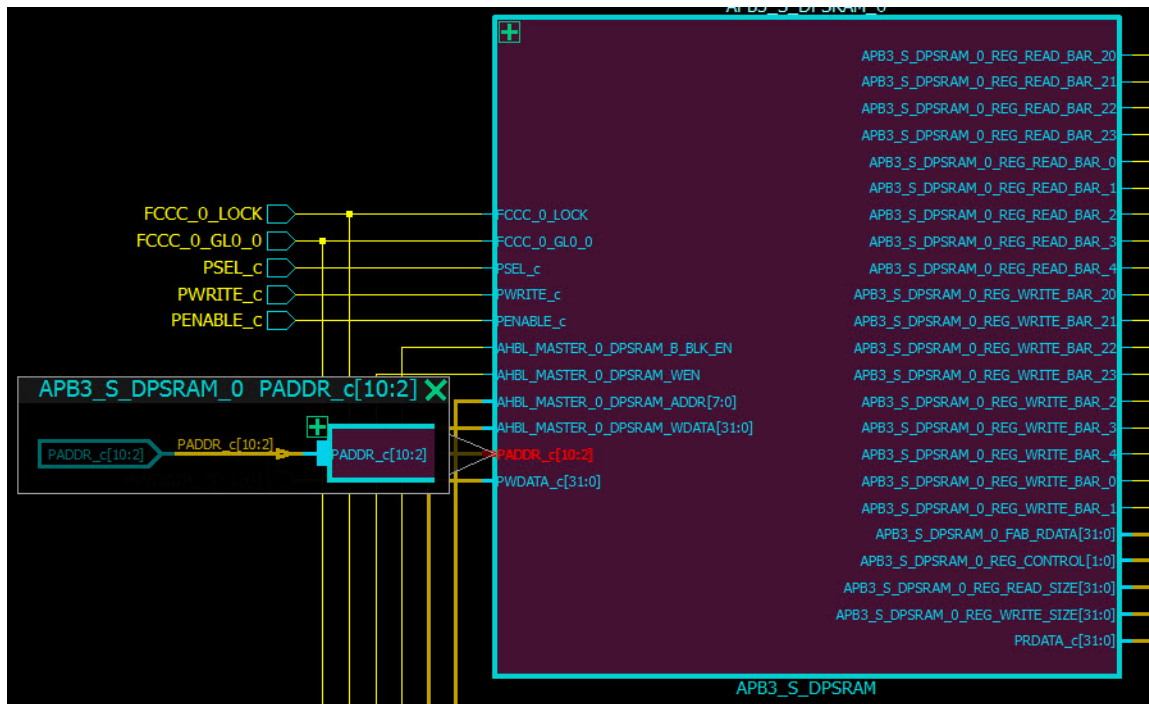 APB3_S_DPSRAM_0
APB3_S_DPSRAM_0_REG_READ_BAR_20
APB3_S_DPSRAM_0_REG_READ_BAR_21
APB3_S_DPSRAM_0_REG_READ_BAR_22
APB3_S_DPSRAM_0_REG_READ_BAR_23
APB3_S_DPSRAM_0_REG_READ_BAR_0
APB3_S_DPSRAM_0_REG_READ_BAR_1
FCCC_0_LOCK FCCC_0_LOCK APB3_S_DPSRAM_0_REG_READ_BAR_2
FCCC_0_GL0_0 FCCC_0_GL0_0 APB3_S_DPSRAM_0_REG_READ_BAR_3
PSEL_c PSEL_c APB3_S_DPSRAM_0_REG_READ_BAR_4
PWRITE_c PWRITE_c APB3_S_DPSRAM_0_REG_WRITE_BAR_20
PENABLE_c PENABLE_c APB3_S_DPSRAM_0_REG_WRITE_BAR_21
AHBL_MASTER_0_DPSRAM_B_BLK_EN APB3_S_DPSRAM_0_REG_WRITE_BAR_22
AHBL_MASTER_0_DPSRAM_WEN APB3_S_DPSRAM_0_REG_WRITE_BAR_23
APB3_S_DPSRAM_0 PADDR_c[10:2]
AHBL_MASTER_0_DPSRAM_ADDR[7:0] APB3_S_DPSRAM_0_REG_WRITE_BAR_2
AHBL_MASTER_0_DPSRAM_WDATA[31:0] APB3_S_DPSRAM_0_REG_WRITE_BAR_3
PADDR_c[10:2] PADDR_c[10:2] PADDR_c[10:2] PADDR_c[10:2] APB3_S_DPSRAM_0_REG_WRITE_BAR_4
PWDATA_c[31:0] APB3_S_DPSRAM_0_REG_WRITE_BAR_0
APB3_S_DPSRAM_0_REG_WRITE_BAR_1
APB3_S_DPSRAM_0_FAB_RDATA[31:0]
APB3_S_DPSRAM_0_REG_CONTROL[1:0]
APB3_S_DPSRAM_0_REG_READ_SIZE[31:0]
APB3_S_DPSRAM_0_REG_WRITE_SIZE[31:0]
PRDATA_c[31:0]
APB3_S_DPSRAM